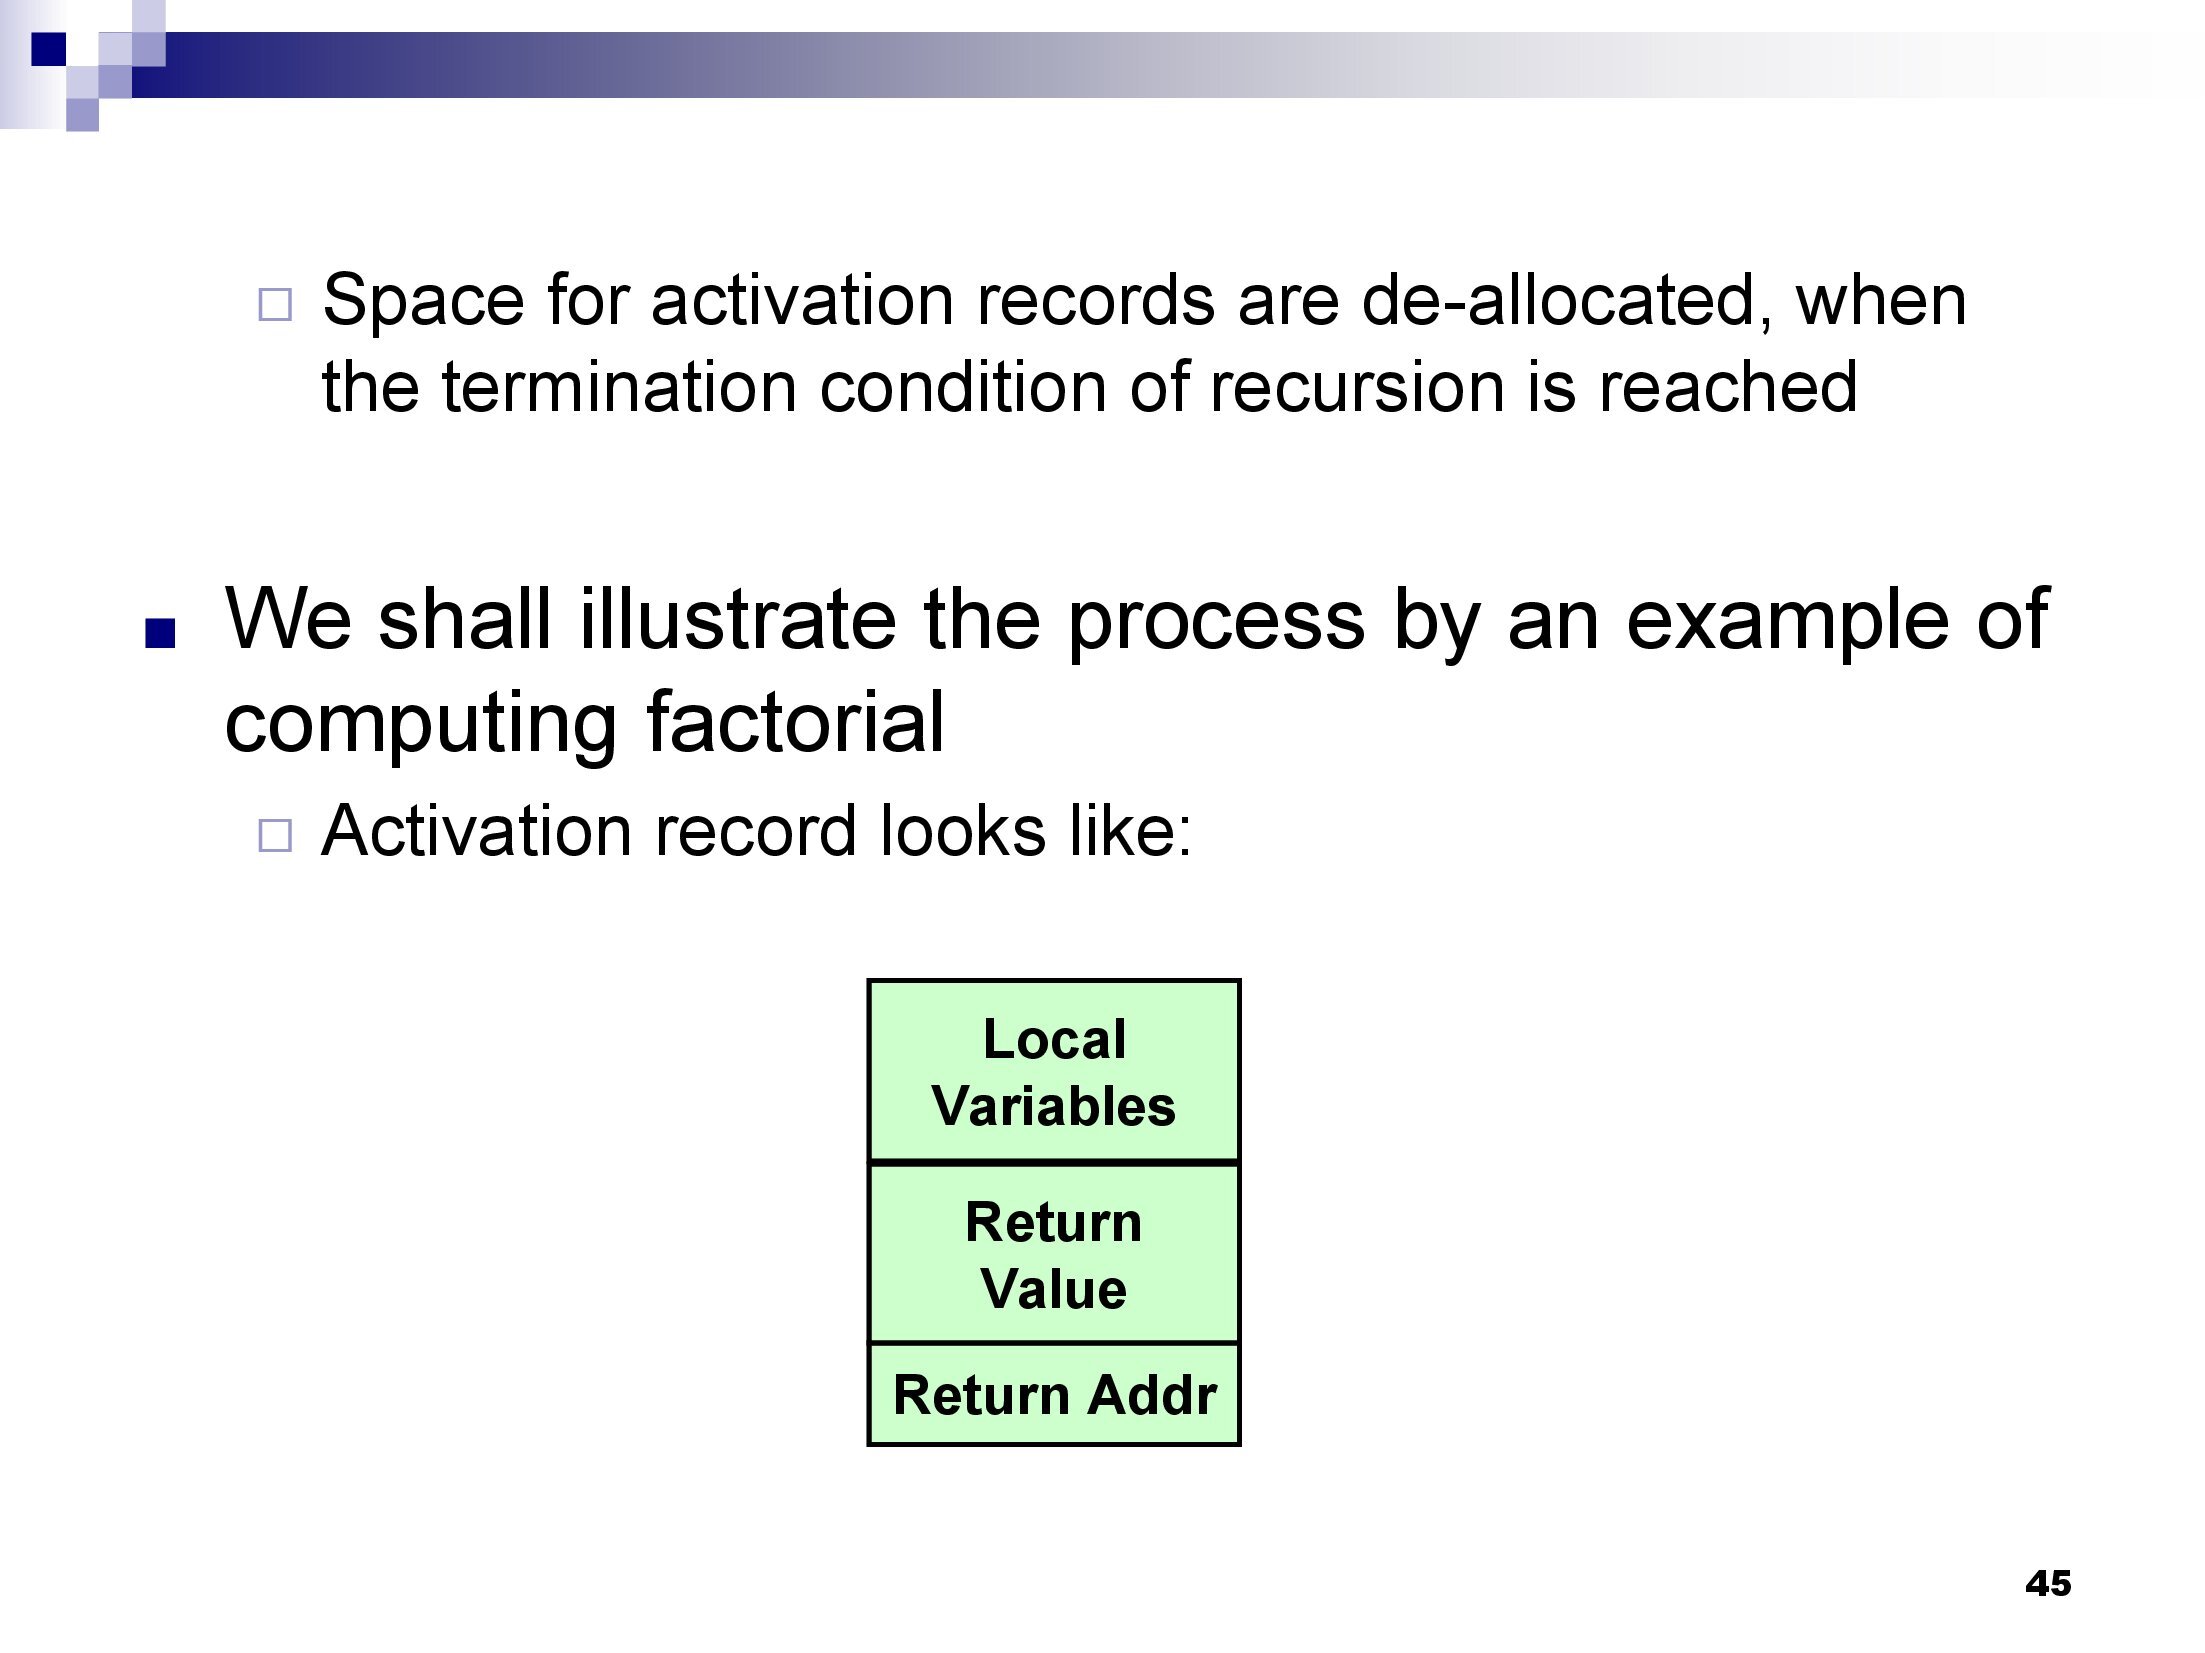 Space for activation records are de-allocated, when
the termination condition of recursion is reached
We shall illustrate the process by an example of
computing factorial
Activation record looks like:
Local
Variables
Return
Value
Return Addr
45